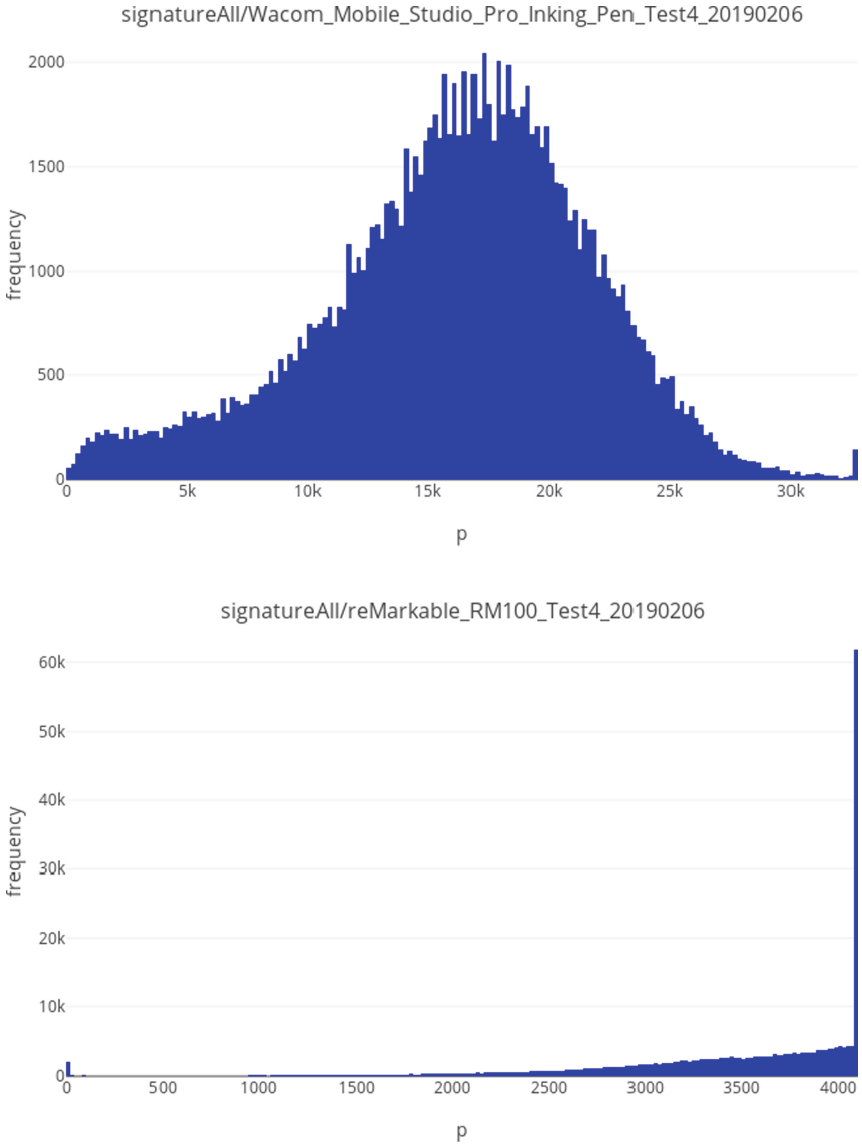 signatureAll/Wacom_Mobile_Studio_Pro_Inking_Pen_Test4_20190206
2000
1500
1000
500
0
frequency
0 5k 10k 15k 20k 25k 30k
p
signatureAll/reMarkable_RM100_Test4_20190206
60k
50k
40k
30k
20k
10k
0
frequency
0 500 1000 1500 2000 2500 3000 3500 4000
p